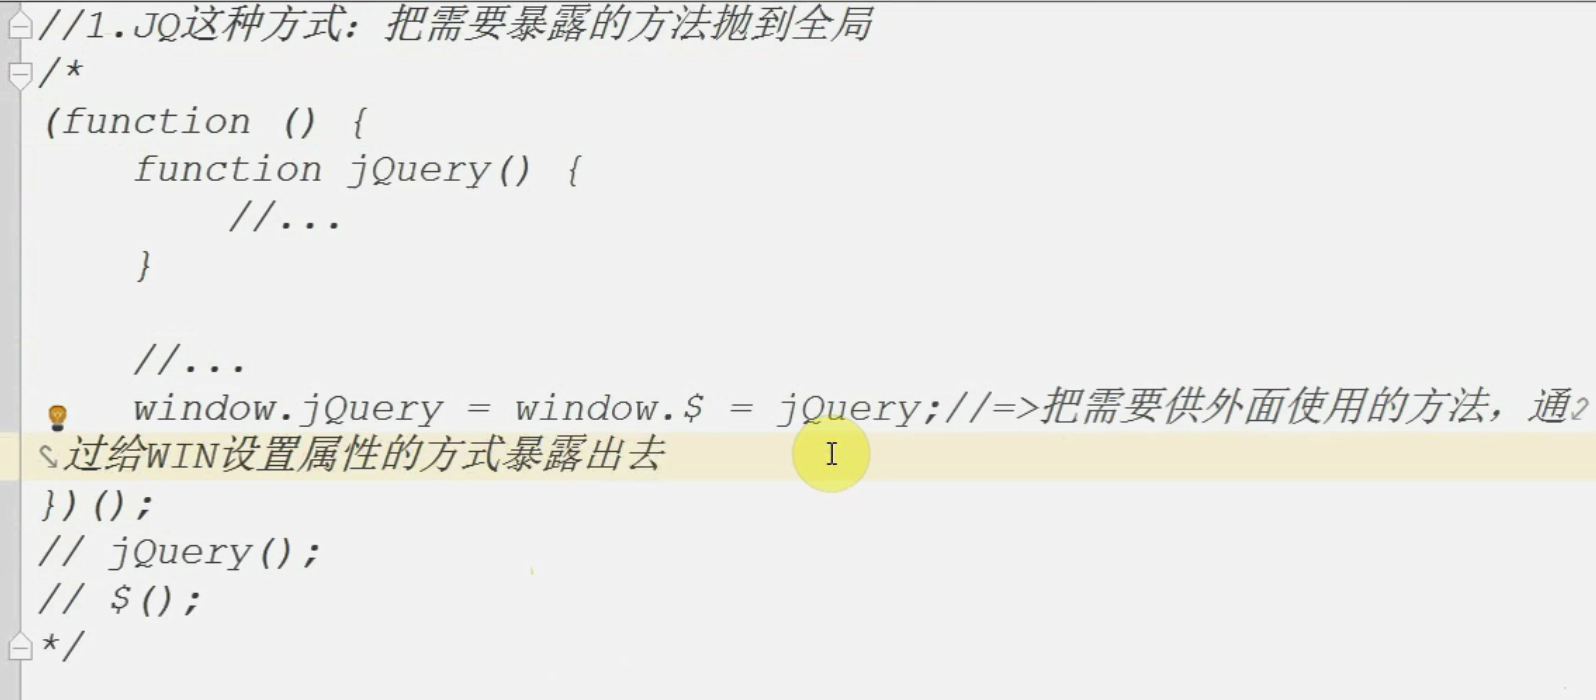 //1.JQ这种方式：把需要暴露的方法抛到全局
/*
(function () {
    function jQuery() {
        //...
    }

    //...
    window.jQuery = window.$ = jQuery;//=>把需要供外面使用的方法，通
过给WIN设置属性的方式暴露出去
})();
// jQuery();
// $();
*/